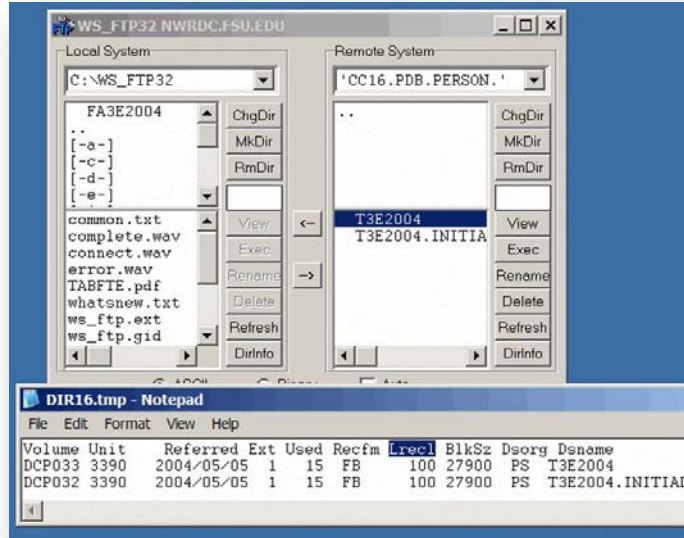 WS_FTP32 NWRDC.FSU.EDU
Local System
C:\WS_FTP32
FA3E2004
..
[-a-]
[-c-]
[-d-]
[-e-]
ChgDir
MkDir
RmDir
common.txt
complete.wav
connect.wav
error.wav
TABFTE.pdf
whatsnew.txt
ws_ftp.ext
ws_ftp.gid
View
Exec
Rename
Delete
Refresh
DirInfo
<-
->
Remote System
'CC16.PDB.PERSON.'
..
ChgDir
MkDir
RmDir
T3E2004
T3E2004.INITIA
View
Exec
Rename
Delete
Refresh
DirInfo
DIR16.tmp - Notepad
File Edit Format View Help
Volume Unit Referred Ext Used Recfm Lrecl BlkSz Dsorg Dsname
DCP033 3390 2004/05/05 1 15 FB 100 27900 PS T3E2004
DCP032 3390 2004/05/05 1 15 FB 100 27900 PS T3E2004.INITIAL